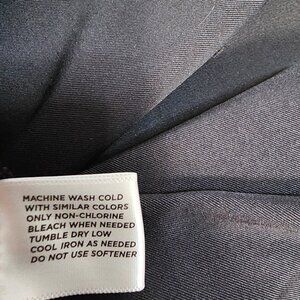 MACHINE WASH COLD
WITH SIMILAR COLORS
ONLY NON-CHLORINE
BLEACH WHEN NEEDED
TUMBLE DRY LOW
COOL IRON AS NEEDED
DO NOT USE SOFTENER